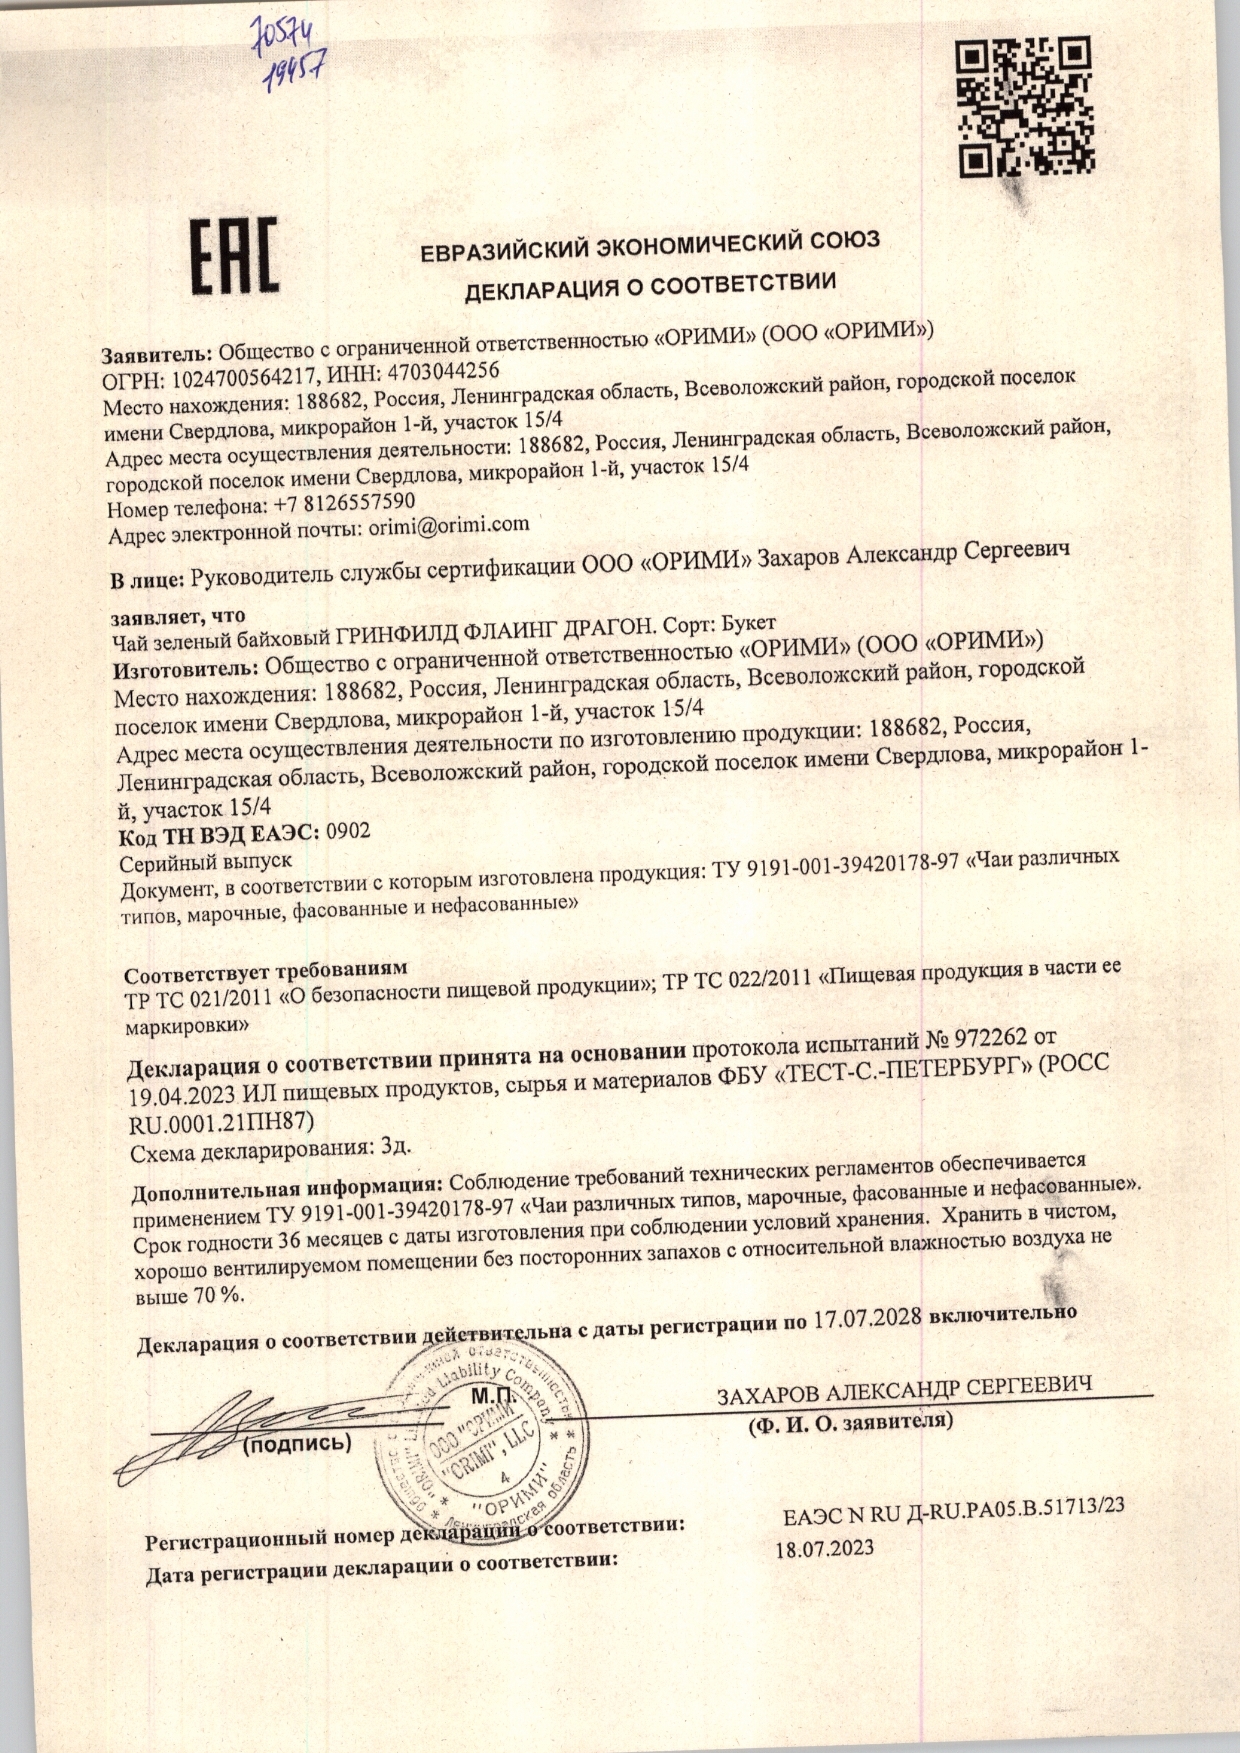 70574
19457
ЕАС
ЕВРАЗИЙСКИЙ ЭКОНОМИЧЕСКИЙ СОЮЗ
ДЕКЛАРАЦИЯ О СООТВЕТСТВИИ
Заявитель: Общество с ограниченной ответственностью «ОРИМИ» (ООО «ОРИМИ»)
ОГРН: 1024700564217, ИНН: 4703044256
Место нахождения: 188682, Россия, Ленинградская область, Всеволожский район, городской поселок
имени Свердлова, микрорайон 1-й, участок 15/4
Адрес места осуществления деятельности: 188682, Россия, Ленинградская область, Всеволожский район,
городской поселок имени Свердлова, микрорайон 1-й, участок 15/4
Номер телефона: +7 8126557590
Адрес электронной почты: orimi@orimi.com
В лице: Руководитель службы сертификации ООО «ОРИМИ» Захаров Александр Сергеевич
заявляет, что
Чай зеленый байховый ГРИНФИЛД ФЛАИНГ ДРАГОН. Сорт: Букет
Изготовитель: Общество с ограниченной ответственностью «ОРИМИ» (ООО «ОРИМИ»)
Место нахождения: 188682, Россия, Ленинградская область, Всеволожский район, городской
поселок имени Свердлова, микрорайон 1-й, участок 15/4
Адрес места осуществления деятельности по изготовлению продукции: 188682, Россия,
Ленинградская область, Всеволожский район, городской поселок имени Свердлова, микрорайон 1-
й, участок 15/4
Код ТН ВЭД ЕАЭС: 0902
Серийный выпуск
Документ, в соответствии с которым изготовлена продукция: ТУ 9191-001-39420178-97 «Чаи различных
типов, марочные, фасованные и нефасованные»
Соответствует требованиям
ТР ТС 021/2011 «О безопасности пищевой продукции»; ТР ТС 022/2011 «Пищевая продукция в части ее
маркировки»
Декларация о соответствии принята на основании протокола испытаний № 972262 от
19.04.2023 ИЛ пищевых продуктов, сырья и материалов ФБУ «ТЕСТ-С.-ПЕТЕРБУРГ» (РОСС
RU.0001.21ПН87)
Схема декларирования: 3д.
Дополнительная информация: Соблюдение требований технических регламентов обеспечивается
применением ТУ 9191-001-39420178-97 «Чаи различных типов, марочные, фасованные и нефасованные».
Срок годности 36 месяцев с даты изготовления при соблюдении условий хранения. Хранить в чистом,
хорошо вентилируемом помещении без посторонних запахов с относительной влажностью воздуха не
выше 70 %.
Декларация о соответствии действительна с даты регистрации по 17.07.2028 включительно
М.П.
ЗАХАРОВ АЛЕКСАНДР СЕРГЕЕВИЧ
(подпись)
(Ф. И. О. заявителя)
ответственностью
Liability Company
ООО "ОРИМИ"
"ORIMI", LLC
4
"ОРИМИ"
Ленинградская область
Регистрационный номер декларации о соответствии:
ЕАЭС N RU Д-RU.РА05.В.51713/23
Дата регистрации декларации о соответствии:
18.07.2023